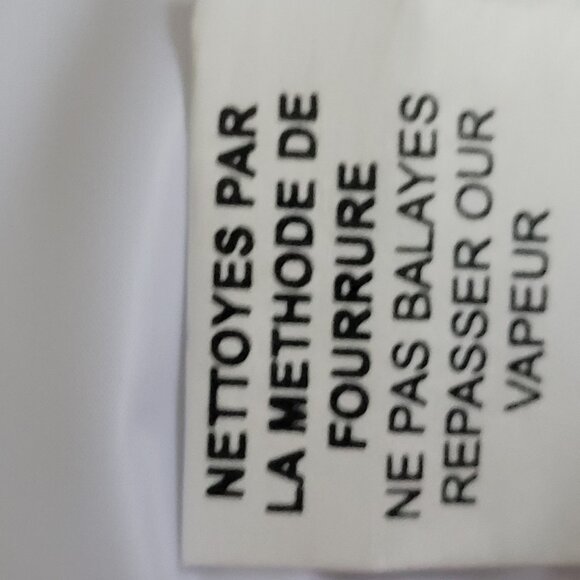 NETTOYES PAR
LA METHODE DE
FOURRURE
NE PAS BALAYES
REPASSER OUR
VAPEUR